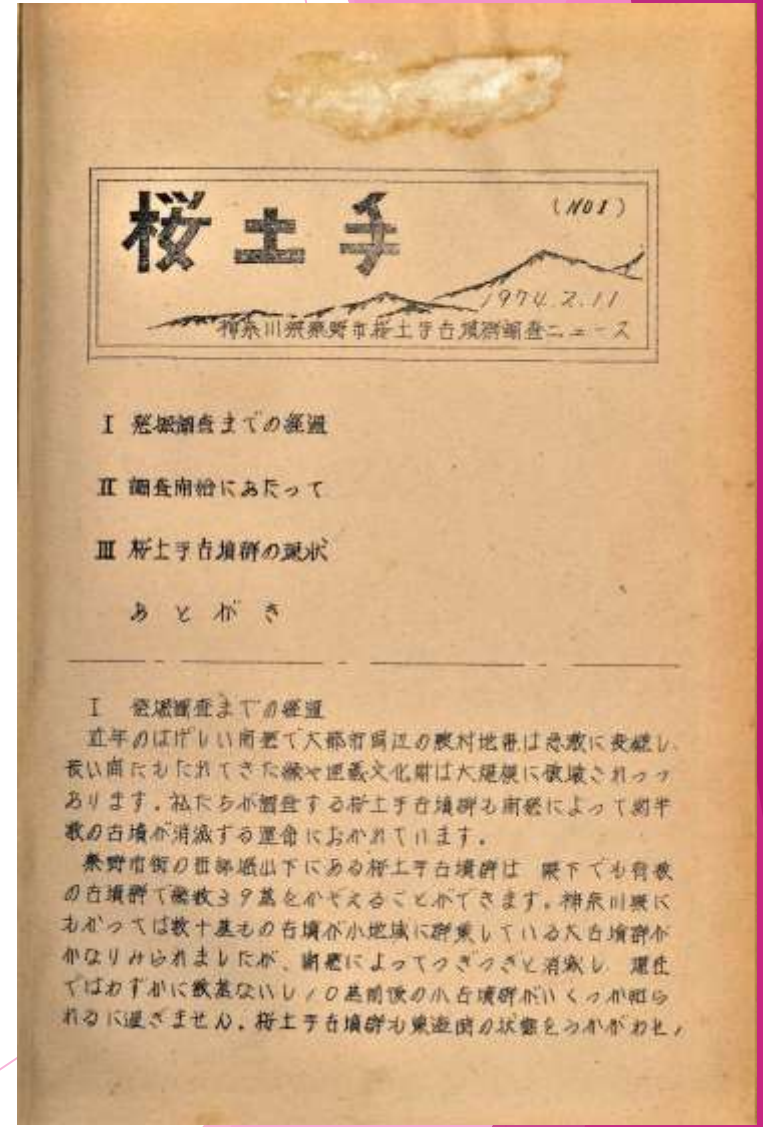 桜土手
(NO1)
1974.2.11
神奈川県秦野市桜土手古墳群調査ニュース
I 発堀調査までの経過
II 調査開始にあたって
III 桜土手古墳群の現状
あとがき
I 発堀調査までの経過
近年のはげしい開発で大都市周辺の農村地帯は急激に変貌し、
長い間たもたれてきた緑や埋蔵文化財は大規模に破壊されつつ
あります。私たちが調査する桜土手古墳群も開発によって約半
数の古墳が消滅する運命におかれています。
秦野市街の西部堀山下にある桜土手古墳群は 県下でも有数
の古墳群で総数39基をかぞえることができます。神奈川県に
もかつては数十基もの古墳が小地域に群集している大古墳群が
かなりみられましたが、開発によってつぎつぎと消滅し 現在
ではわずかに数基ないし10基前後の小古墳群がいくつか知ら
れるに過ぎません。桜土手古墳群も築造時の状態をうかがわせ、